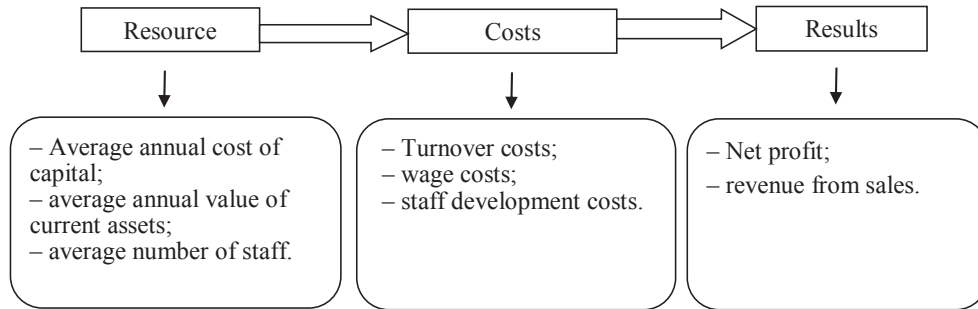 Resource
Costs
Results
– Average annual cost of
capital;
– average annual value of
current assets;
– average number of staff.
– Turnover costs;
– wage costs;
– staff development costs.
– Net profit;
– revenue from sales.